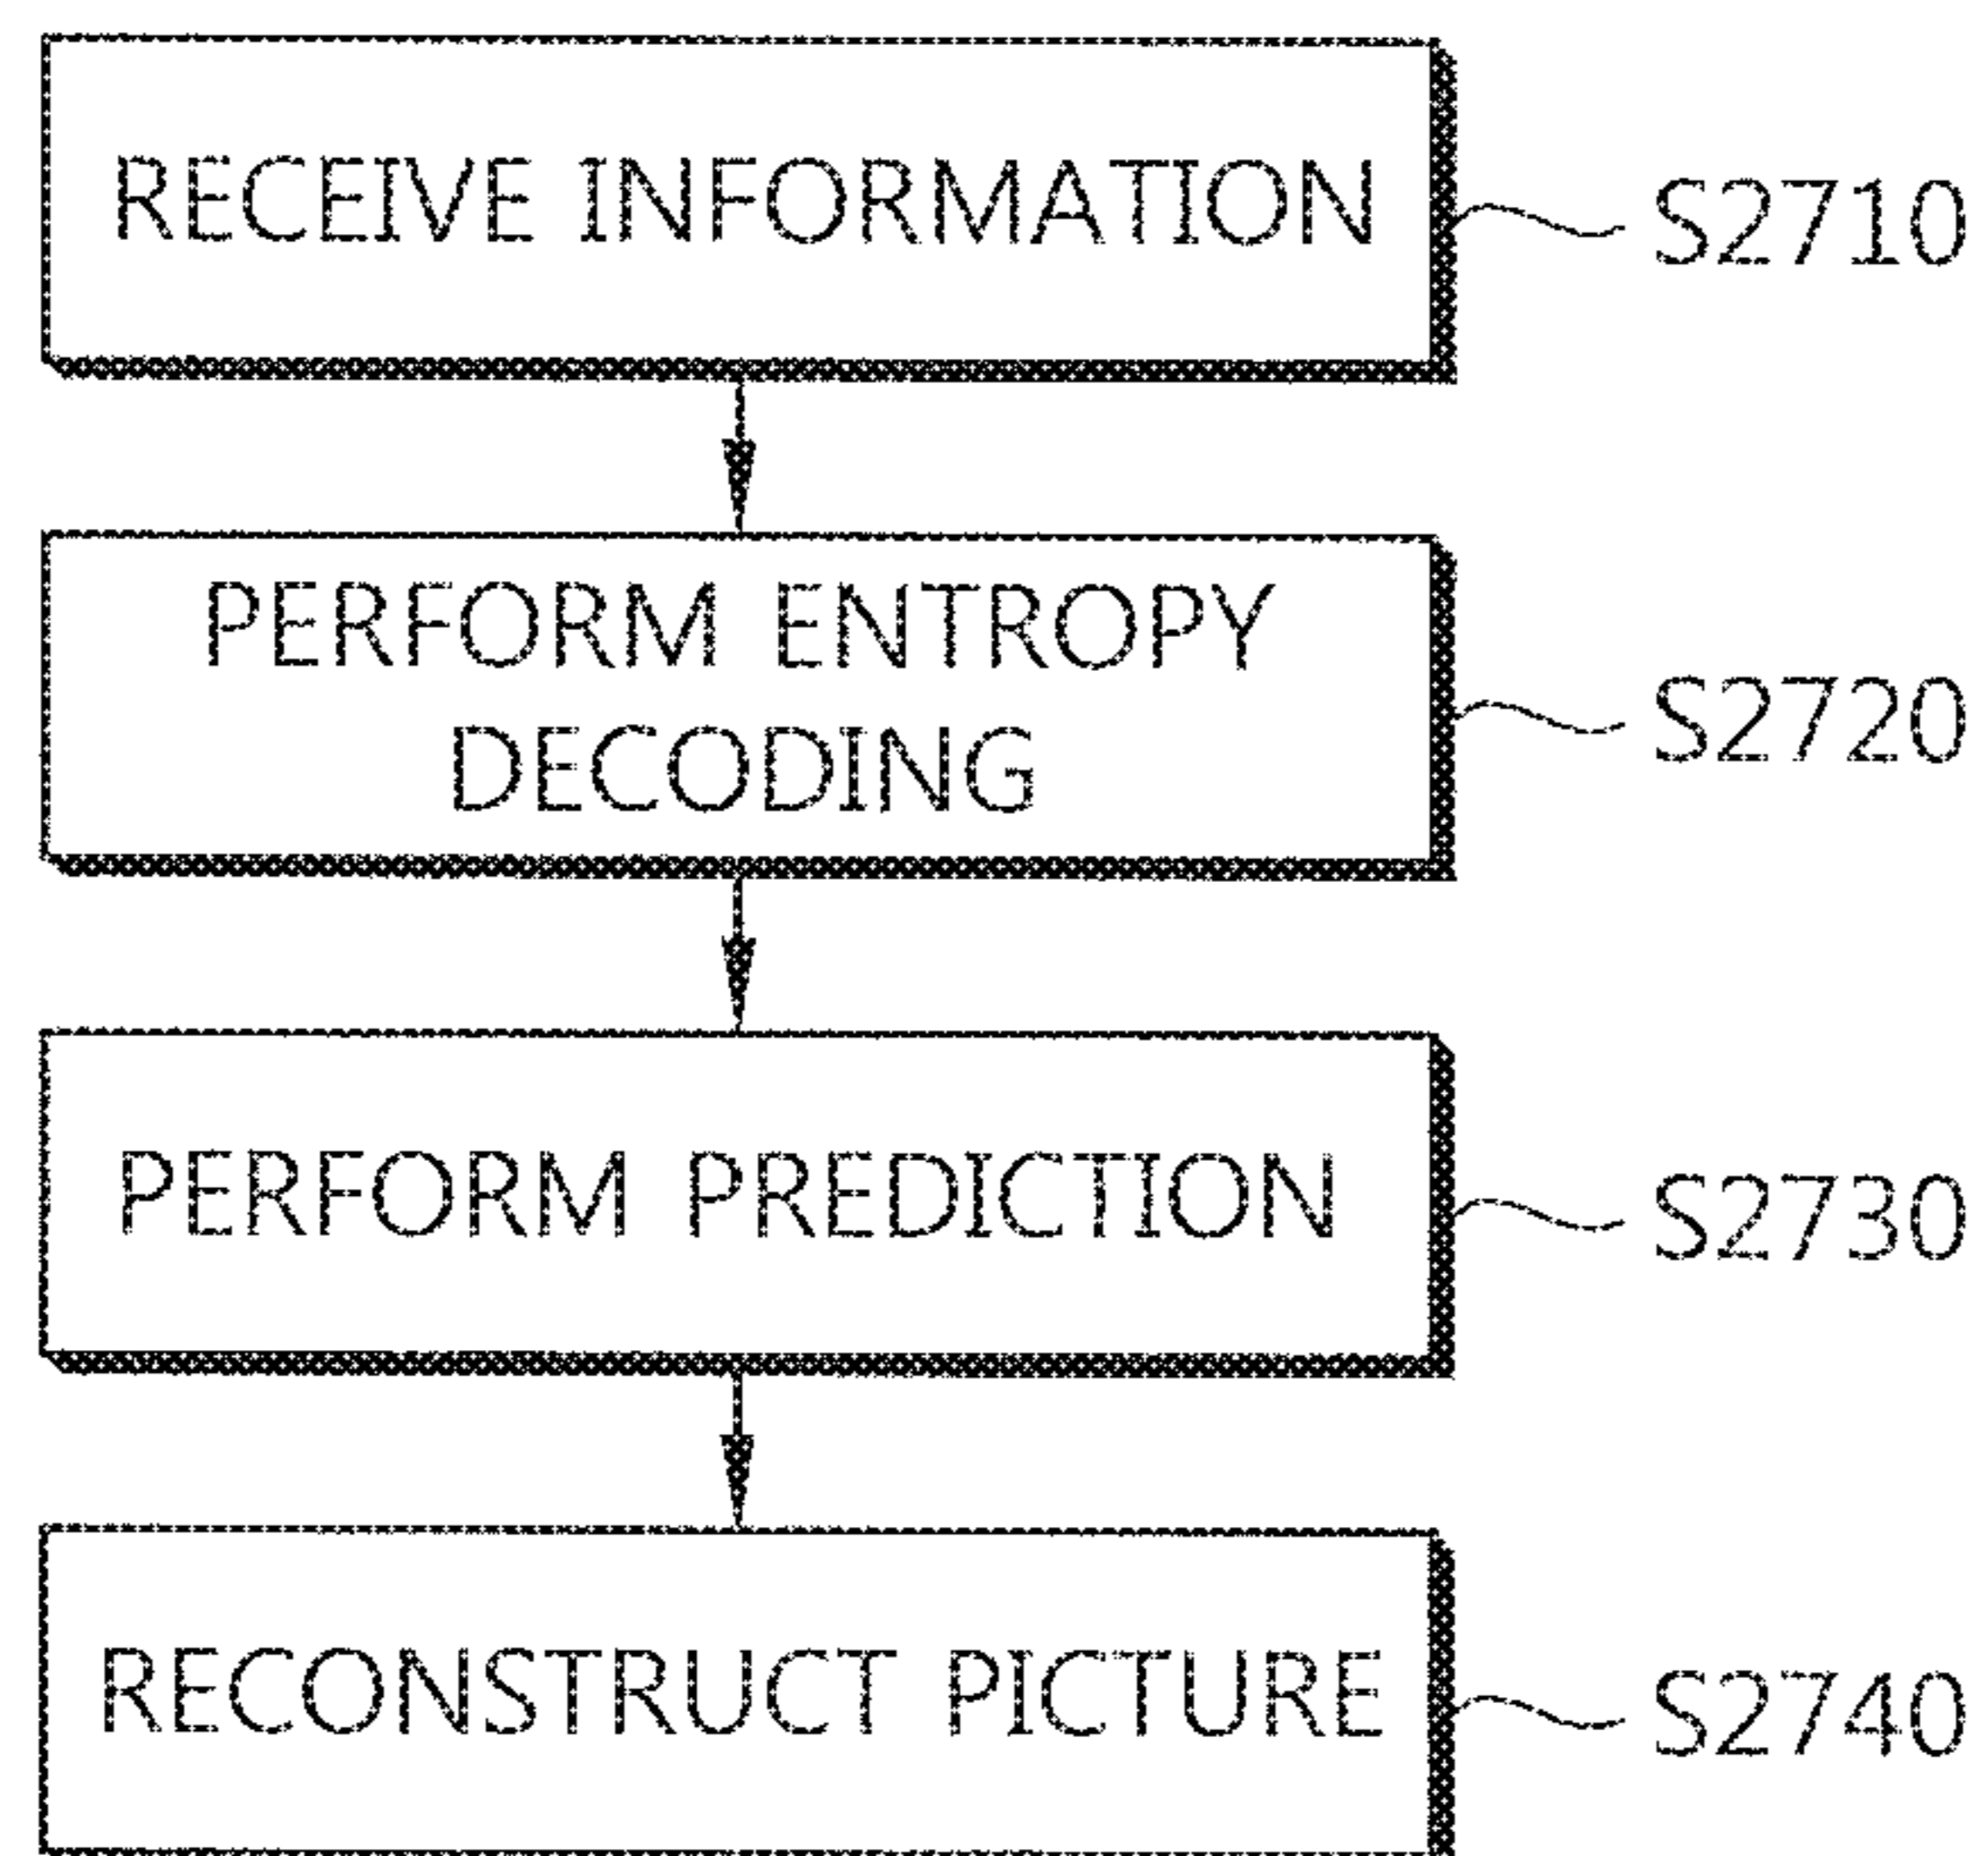 RECEIVE INFORMATION
S2710
PERFORM ENTROPY
DECODING
S2720
PERFORM PREDICTION
S2730
RECONSTRUCT PICTURE
S2740